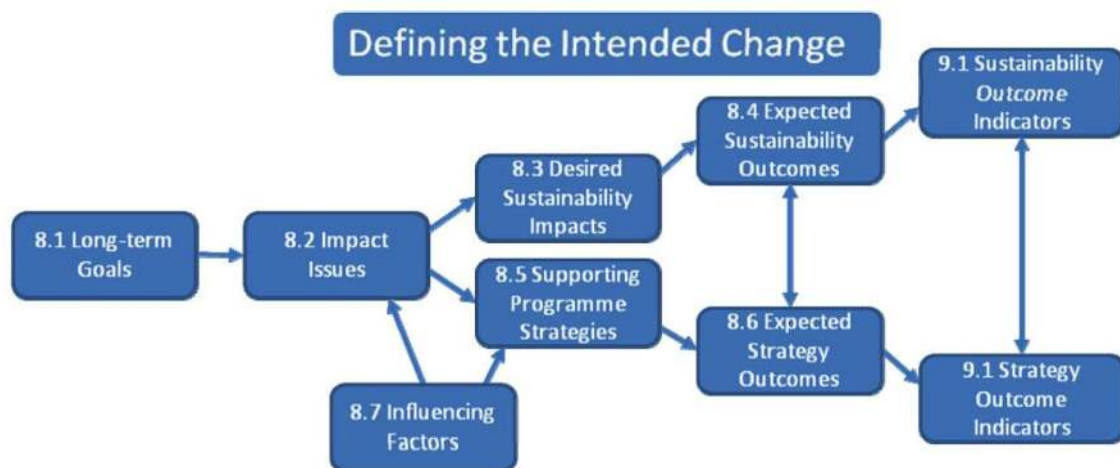 Defining the Intended Change
8.1 Long-term
Goals
8.2 Impact
Issues
8.3 Desired
Sustainability
Impacts
8.4 Expected
Sustainability
Outcomes
9.1 Sustainability
Outcome
Indicators
8.5 Supporting
Programme
Strategies
8.6 Expected
Strategy
Outcomes
9.1 Strategy
Outcome
Indicators
8.7 Influencing
Factors